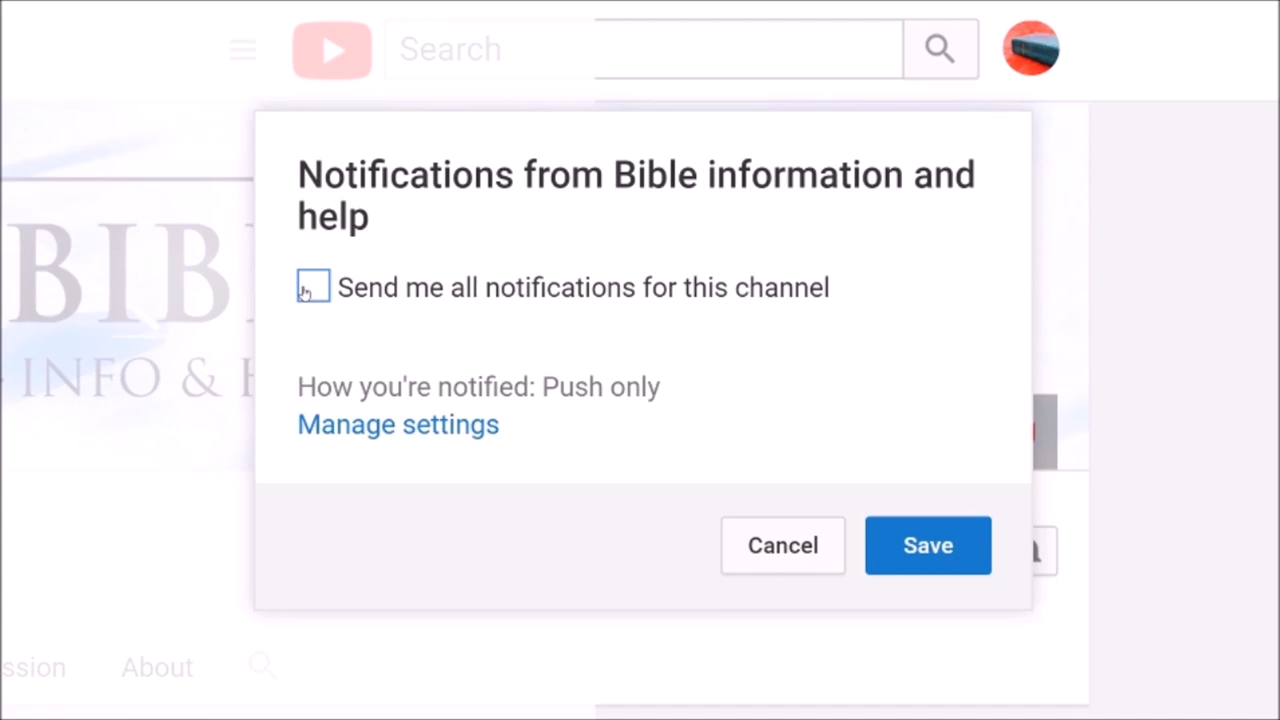 Search
Notifications from Bible information and
help
Send me all notifications for this channel
How you're notified: Push only
Manage settings
Cancel
Save
BIB
INFO &
ssion
About